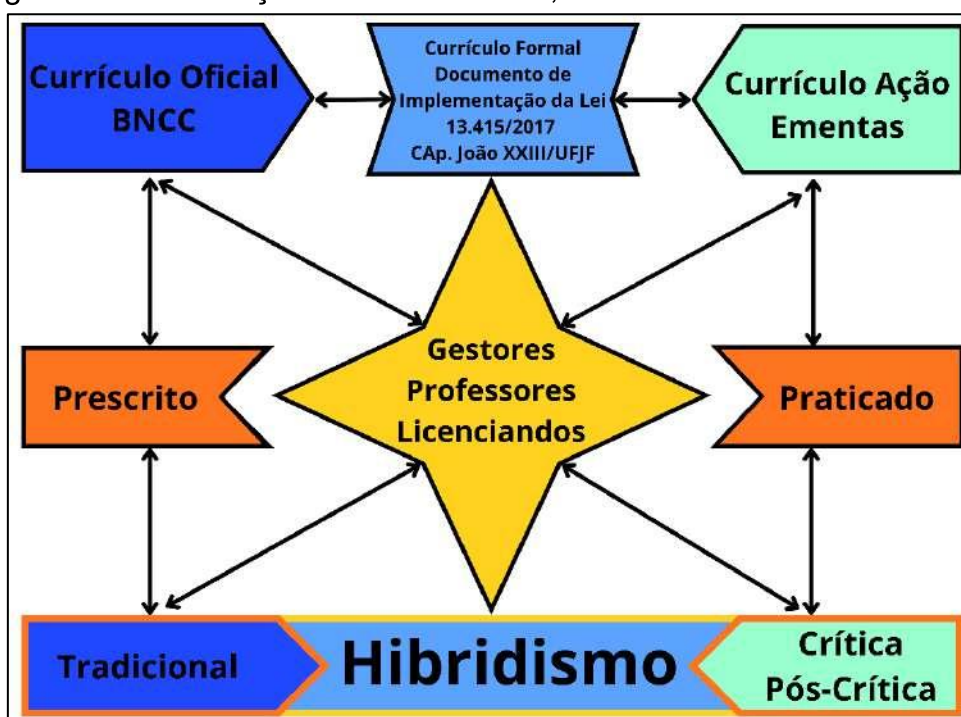 Currículo Oficial
BNCC
Currículo Formal
Documento de
Implementação da Lei
13.415/2017
CAp. João XXIII/UFJF
Currículo Ação
Ementas
Prescrito
Gestores
Professores
Licenciandos
Praticado
Tradicional
Hibridismo
Crítica
Pós-Crítica